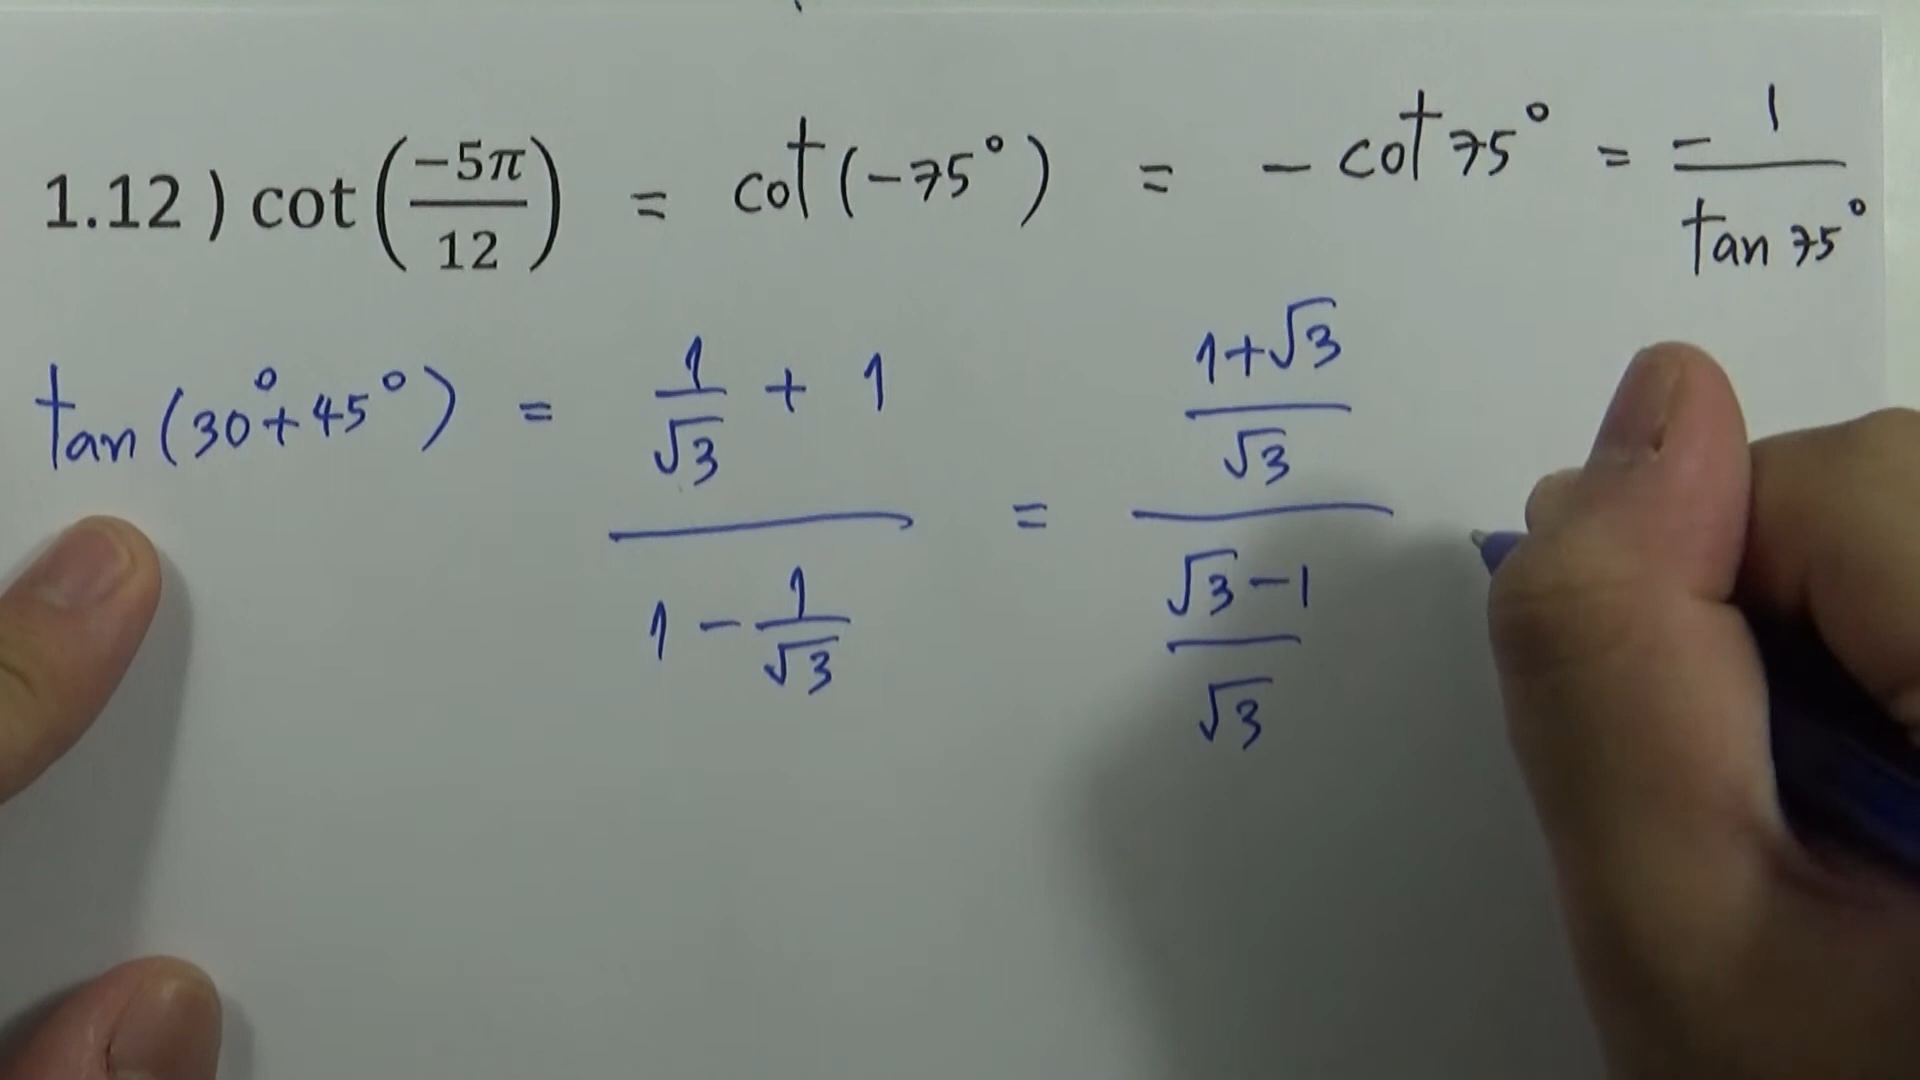 1.12 ) cot(-5π/12) = cot(-75°) = - cot 75° = - 1/tan 75°
tan(30°+45°) = (1/√3 + 1)/(1 - 1/√3) = ((1+√3)/√3)/((√3-1)/√3)